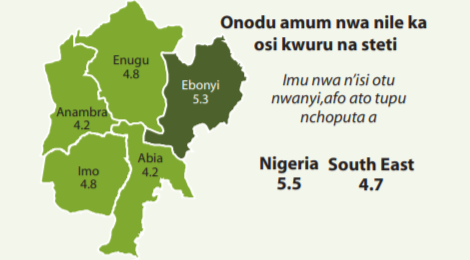 Onodu amum nwa nile ka
osi kwuru na steti
Imu nwa n'isi otu
nwanyi,afo ato tupu
nchoputa a
Nigeria South East
5.5 4.7
Enugu
4.8
Ebonyi
5.3
Anambra
4.2
Imo
4.8
Abia
4.2